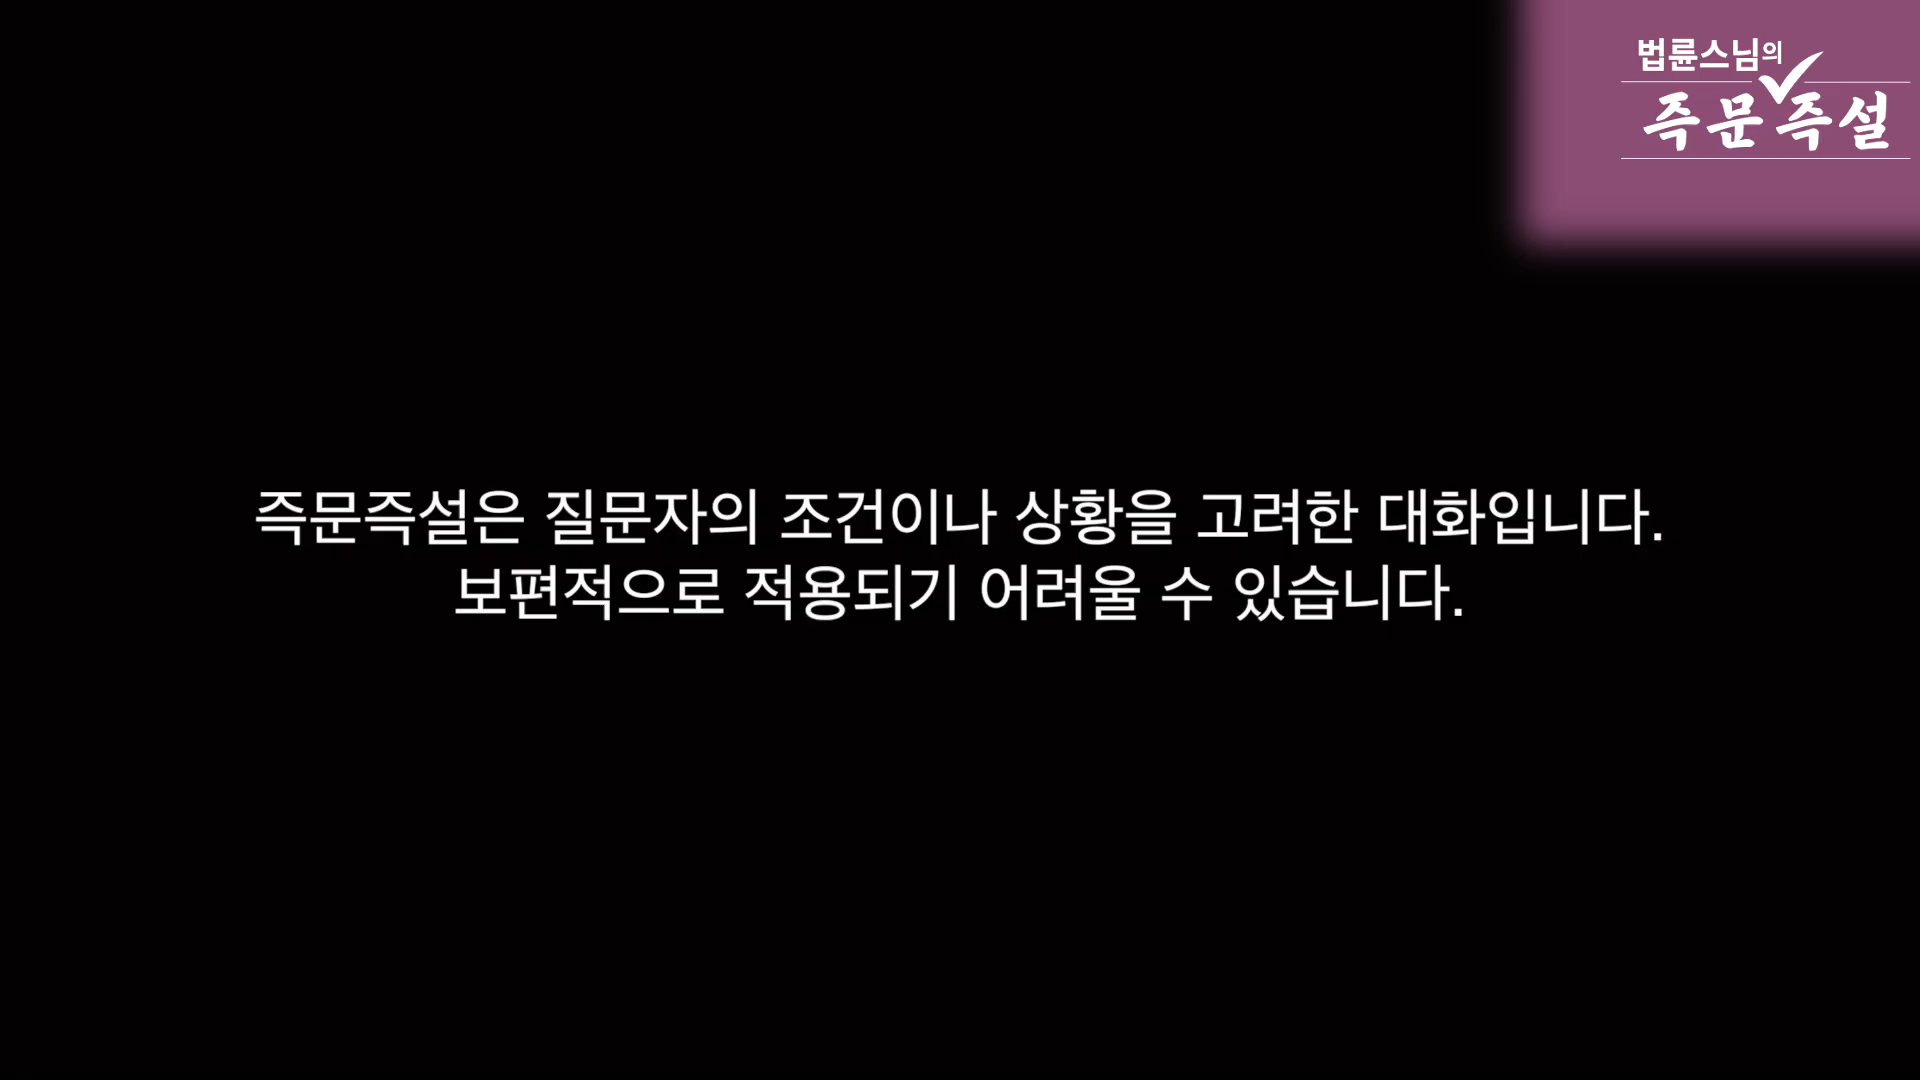 법륜스님의
즉문즉설
즉문즉설은 질문자의 조건이나 상황을 고려한 대화입니다.
보편적으로 적용되기 어려울 수 있습니다.